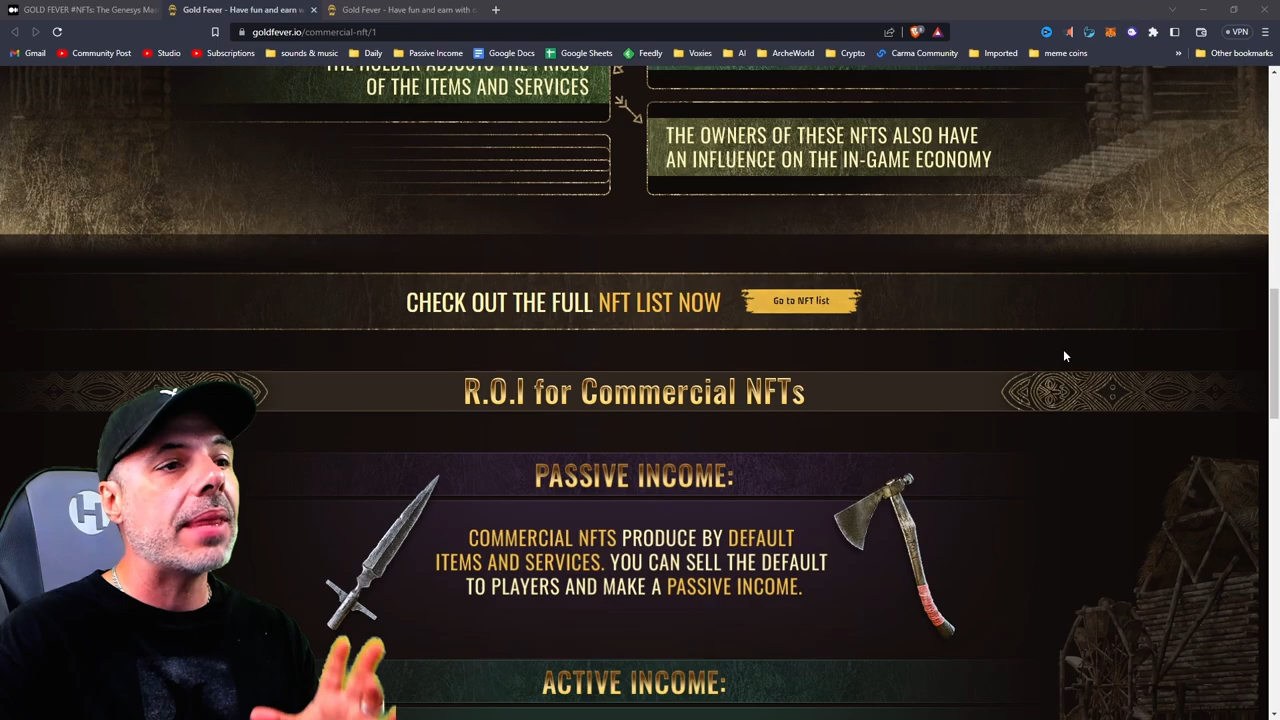 GOLD FEVER #NFTs: The Genesys Ma
Gold Fever - Have fun and earn w
Gold Fever - Have fun and earn with c
goldfever.io/commercial-nft/1
VPN
Gmail
Community Post
Studio
Subscriptions
sounds & music
Daily
Passive Income
Google Docs
Google Sheets
Feedly
Voxies
AI
ArcheWorld
Crypto
Carma Community
Imported
meme coins
Other bookmarks
THE HOLDER ADJUSTS THE PRICES
OF THE ITEMS AND SERVICES
THE OWNERS OF THESE NFTS ALSO HAVE
AN INFLUENCE ON THE IN-GAME ECONOMY
CHECK OUT THE FULL NFT LIST NOW
Go to NFT list
R.O.I for Commercial NFTs
PASSIVE INCOME:
COMMERCIAL NFTS PRODUCE BY DEFAULT
ITEMS AND SERVICES. YOU CAN SELL THE DEFAULT
TO PLAYERS AND MAKE A PASSIVE INCOME.
ACTIVE INCOME: